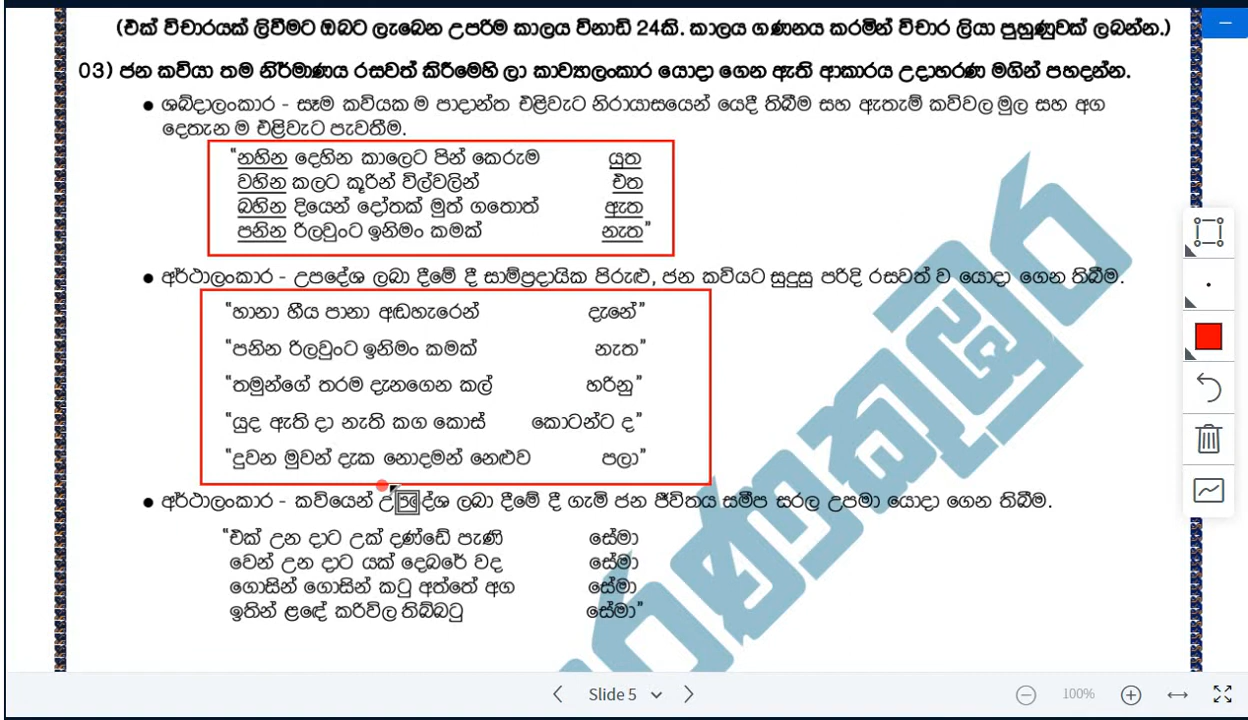 (එක් විචාරයක් ලිවීමට ඔබට ලැබෙන උපරිම කාලය විනාඩි 24කි. කාලය ගණනය කරමින් විචාර ලියා පුහුණුවක් ලබන්න.)
03) ජන කවියා තම නිර්මාණය රසවත් කිරීමෙහි ලා කාව්‍යාලංකාර යොදා ගෙන ඇති ආකාරය උදාහරණ මගින් පහදන්න.
● ශබ්දාලංකාර - සෑම කවියක ම පාදාන්ත එළිවැට නිරායාසයෙන් යෙදී තිබීම සහ ඇතැම් කවිවල මුල සහ අග
දෙතැන ම එළිවැට පැවතීම.
“නහින දෙහින කාලෙට පින් කෙරුම යුත
වහින කලට කූරින් විල්වලින් එත
බහින දියෙන් දෝතක් මුත් ගතොත් ඇත
පනින රිලවුංට ඉනිමං කමක් නැත”
● අර්ථාලංකාර - උපදේශ ලබා දීමේ දී සාම්ප්‍රදායික පිරුළු, ජන කවියට සුදුසු පරිදි රසවත් ව යොදා ගෙන තිබීම.
“හානා හීය පානා අඬහැරෙන් දැනේ”
“පනින රිලවුංට ඉනිමං කමක් නැත”
“තමුන්ගේ තරම දැනගෙන කල් හරිනු”
“යුද ඇති දා නැති කග කොස් කොටන්ට ද”
“දුවන මුවන් දැක නොදමන් නෙළුව පලා”
● අර්ථාලංකාර - කවියෙන් උපදේශ ලබා දීමේ දී ගැමි ජන ජීවිතය සමීප සරල උපමා යොදා ගෙන තිබීම.
“එක් උන දාට උක් දණ්ඩේ පැණි සේමා
වෙන් උන දාට යක් දෙබරේ වද සේමා
ගොසින් ගොසින් කටු අත්තේ අග සේමා
ඉතින් ළඳේ කරවිල තිබ්බටු සේමා”
Slide 5
100%